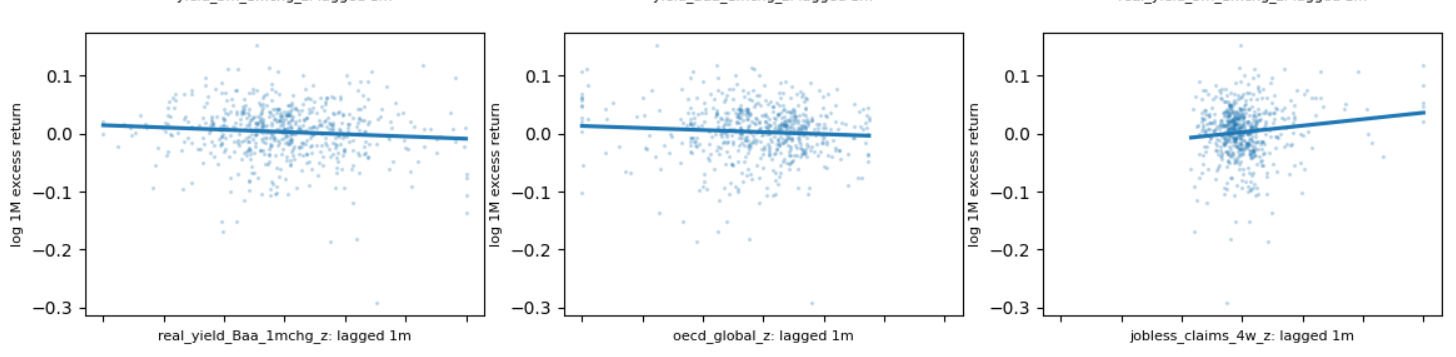 0.1
0.0
−0.1
−0.2
−0.3
log 1M excess return
real_yield_Baa_1mchg_z: lagged 1m
0.1
0.0
−0.1
−0.2
−0.3
log 1M excess return
oecd_global_z: lagged 1m
0.1
0.0
−0.1
−0.2
−0.3
log 1M excess return
jobless_claims_4w_z: lagged 1m